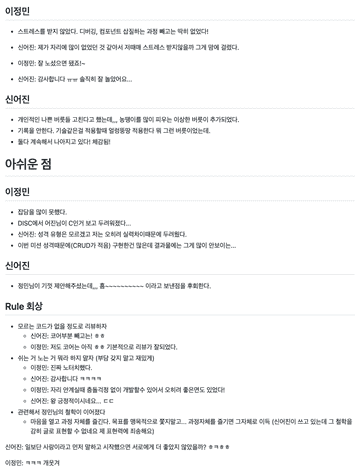 이정민
스트레스를 받지 않았다. 디버깅, 컴포넌트 삽질하는 과정 빼고는 딱히 없었다!
신어진: 제가 자리에 많이 없었던 것 같아서 저때메 스트레스 받지않을까 그게 맘에 걸렸다.
이정민: 잘 노셨으면 됐죠!~
신어진: 감사합니다 ㅠㅠ 솔직히 잘 놀았어요...
신어진
개인적인 나쁜 버릇들 고친다고 했는데,,, 농땡이를 많이 피우는 이상한 버릇이 추가되었다.
기록을 안한다. 기술같은걸 적용할때 얼렁뚱땅 적용한다 뭐 그런 버릇이었는데.
둘다 계속해서 나아지고 있다! 체감됨!
아쉬운 점
이정민
잡담을 많이 못했다.
DISC에서 어진님이 C인거 보고 두려워졌다...
신어진: 성격 유형은 모르겠고 저는 오히려 실력차이때문에 두려웠다.
이번 미션 성격때문에(CRUD가 적음) 구현한건 많은데 결과물에는 그게 많이 안보이는...
신어진
정민님이 기껏 제안해주셨는데,,, 흠~~~~~~~~~~ 이라고 보낸점을 후회한다.
Rule 회상
모르는 코드가 없을 정도로 리뷰하자
신어진: 코어부분 빼고는! ㅎㅎ
이정민: 저도 코어는 아직 ㅎㅎ 기본적으로 리뷰가 잘되었다.
쉬는 거 노는 거 뭐라 하지 말자 (부담 갖지 말고 재밌게)
이정민: 진짜 노터치했다.
신어진: 감사합니다 ㅋㅋㅋㅋ
이정민: 자리 안계실때 충돌걱정 없이 개발할수 있어서 오히려 좋은면도 있었다!
신어진: 왕 긍정적이시네요... ㄷㄷ
관련해서 정민님의 철학이 이어졌다
마음을 열고 과정 자체를 즐긴다. 목표를 맹목적으로 쫓지말고... 과정자체를 즐기면 그자체로 이득 (신어진이 쓰고 있는데 그 철학을 감히 글로 표현할 수 없네요 제 표현력에 죄송해요)
신어진: 일보단 사람이라고 먼저 말하고 시작했으면 서로에게 더 좋았지 않았을까? ㅎㅋㅎㅎ
이정민: ㅋㅋㅋ 개웃겨